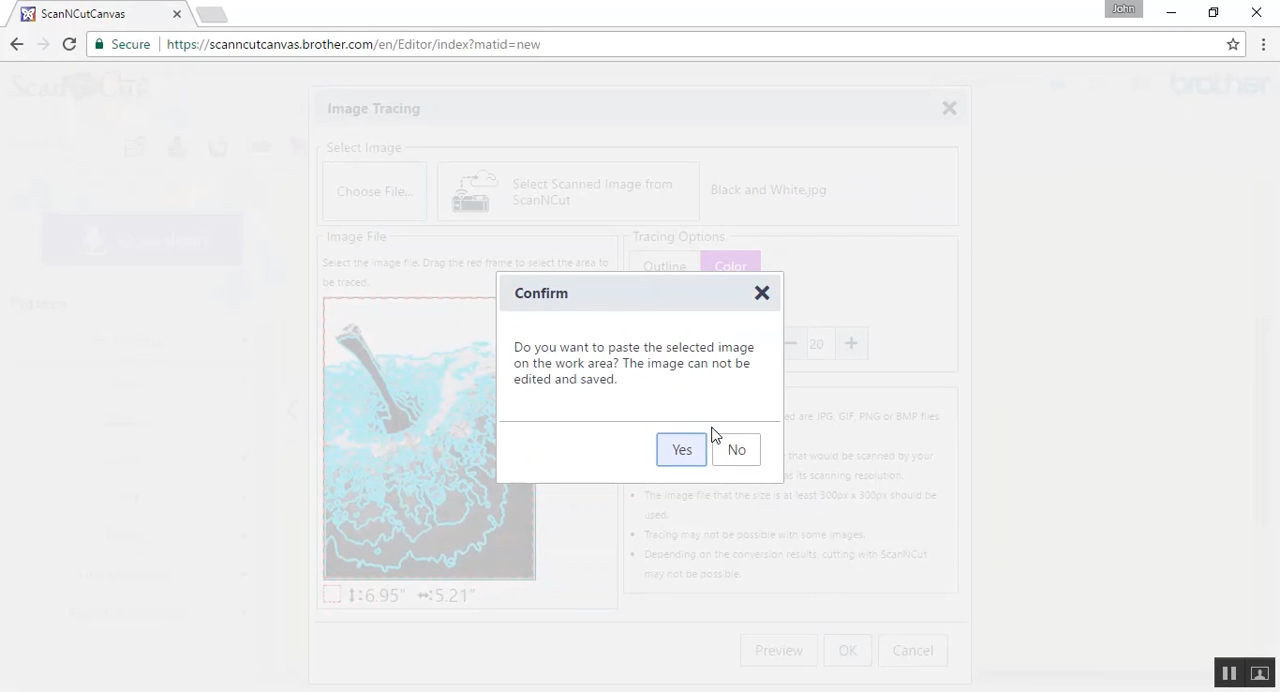 ScanNCutCanvas
John
Secure
https://scanncutcanvas.brother.com/en/Editor/index?matid=new
brother
Image Tracing
Select Image
Choose File...
Select Scanned Image from
ScanNCut
Black and White.jpg
Image File
Select the image file. Drag the red frame to select the area to
be traced.
Tracing Options
Outline
Color
Confirm
Do you want to paste the selected image
on the work area? The image can not be
edited and saved.
20
Yes
No
are JPG, GIF, PNG or BMP files
that would be scanned by your
as its scanning resolution.
The image file that the size is at least 300px x 300px should be
used.
Tracing may not be possible with some images.
Depending on the conversion results, cutting with ScanNCut
may not be possible.
6.95" 5.21"
Preview
OK
Cancel